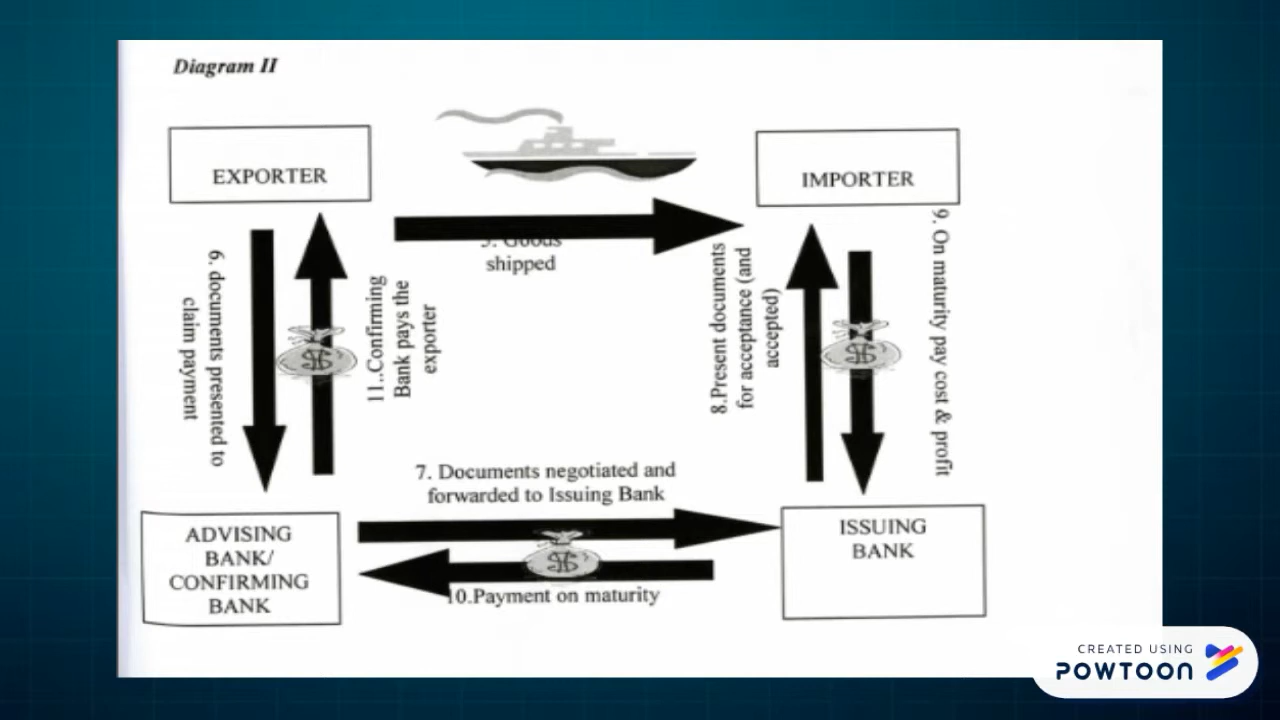 Diagram II
EXPORTER
IMPORTER
shipped
6. documents presented to
claim payment
11..Confirming
Bank pays the
exporter
8.Present documents
for acceptance (and
accepted)
9. On maturity pay cost & profit
7. Documents negotiated and
forwarded to Issuing Bank
10.Payment on maturity
ADVISING
BANK/
CONFIRMING
BANK
ISSUING
BANK
CREATED USING
POWTOON